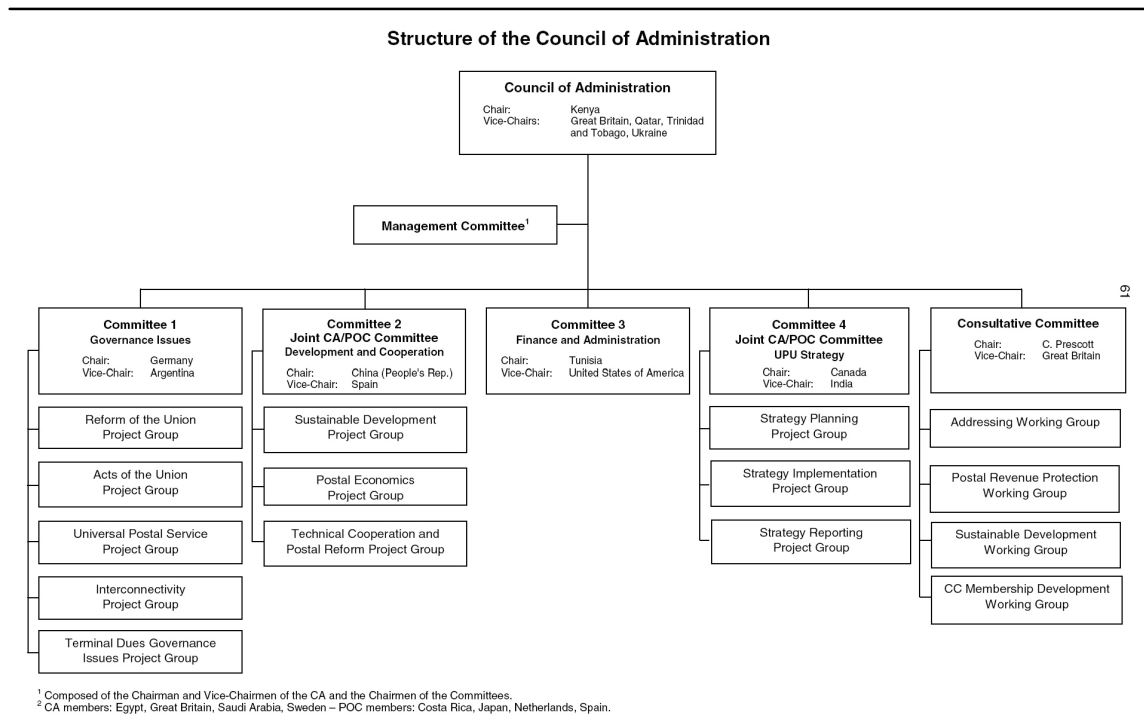 Structure of the Council of Administration
Council of Administration
Chair: Kenya
Vice-Chairs: Great Britain, Qatar, Trinidad
and Tobago, Ukraine
Management Committee1
61
Committee 1
Governance Issues
Chair: Germany
Vice-Chair: Argentina
Reform of the Union
Project Group
Acts of the Union
Project Group
Universal Postal Service
Project Group
Interconnectivity
Project Group
Terminal Dues Governance
Issues Project Group
Committee 2
Joint CA/POC Committee
Development and Cooperation
Chair: China (People's Rep.)
Vice-Chair: Spain
Sustainable Development
Project Group
Postal Economics
Project Group
Technical Cooperation and
Postal Reform Project Group
Committee 3
Finance and Administration
Chair: Tunisia
Vice-Chair: United States of America
Committee 4
Joint CA/POC Committee
UPU Strategy
Chair: Canada
Vice-Chair: India
Strategy Planning
Project Group
Strategy Implementation
Project Group
Strategy Reporting
Project Group
Consultative Committee
Chair: C. Prescott
Vice-Chair: Great Britain
Addressing Working Group
Postal Revenue Protection
Working Group
Sustainable Development
Working Group
CC Membership Development
Working Group
1 Composed of the Chairman and Vice-Chairmen of the CA and the Chairmen of the Committees.
2 CA members: Egypt, Great Britain, Saudi Arabia, Sweden – POC members: Costa Rica, Japan, Netherlands, Spain.